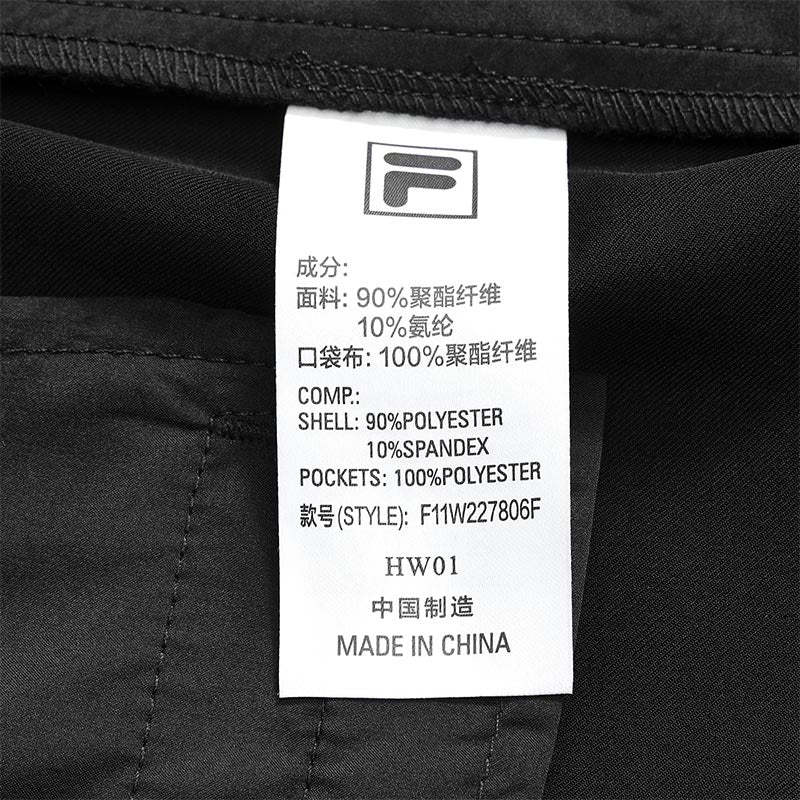 F
成分:
面料: 90%聚酯纤维
10%氨纶
口袋布: 100%聚酯纤维
COMP.:
SHELL: 90%POLYESTER
10%SPANDEX
POCKETS: 100%POLYESTER
款号(STYLE): F11W227806F
HW01
中国制造
MADE IN CHINA